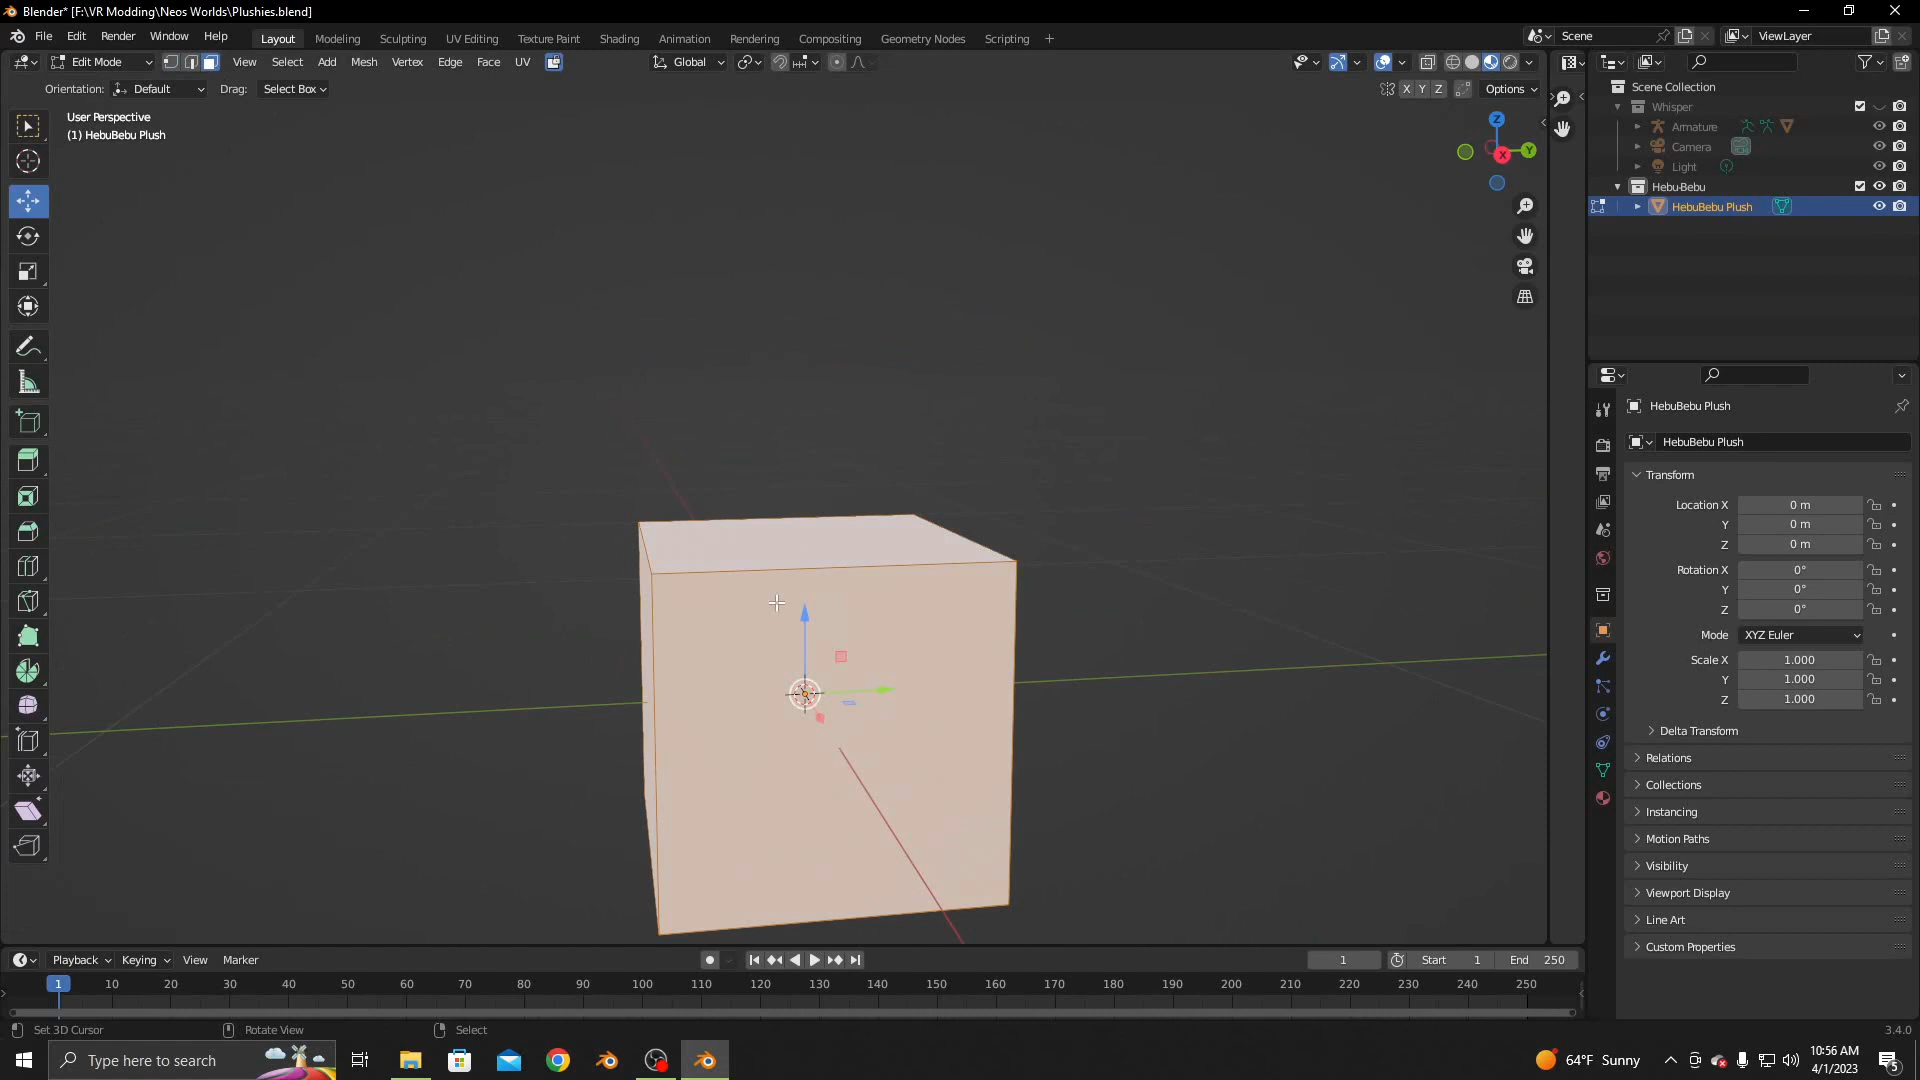 Blender* [F:\VR Modding\Neos Worlds\Plushies.blend]
File Edit Render Window Help Layout Modeling Sculpting UV Editing Texture Paint Shading Animation Rendering Compositing Geometry Nodes Scripting + Scene ViewLayer
Edit Mode View Select Add Mesh Vertex Edge Face UV Global
Orientation: Default Drag: Select Box X Y Z Options
User Perspective
(1) HebuBebu Plush
Z
Y
X
Scene Collection
Whisper
Armature
Camera
Light
Hebu-Bebu
HebuBebu Plush
HebuBebu Plush
HebuBebu Plush
Transform
Location X 0 m
Y 0 m
Z 0 m
Rotation X 0°
Y 0°
Z 0°
Mode XYZ Euler
Scale X 1.000
Y 1.000
Z 1.000
Delta Transform
Relations
Collections
Instancing
Motion Paths
Visibility
Viewport Display
Line Art
Custom Properties
Playback Keying View Marker 1 Start 1 End 250
1 10 20 30 40 50 60 70 80 90 100 110 120 130 140 150 160 170 180 190 200 210 220 230 240 250
Set 3D Cursor Rotate View Select 3.4.0
Type here to search 64°F Sunny 10:56 AM
4/1/2023
5